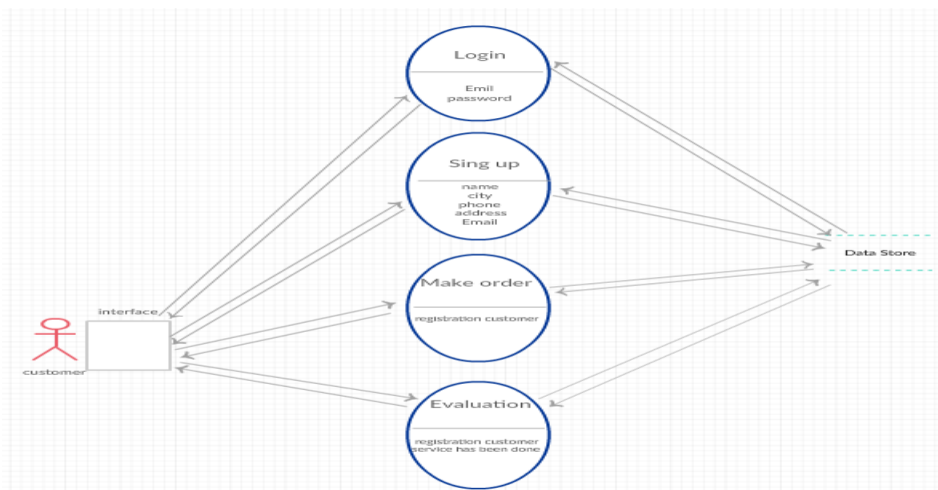 Login
Emil
password
Sing up
name
city
phone
address
Email
Data Store
Make order
registration customer
interface
customer
Evaluation
registration customer
service has been done